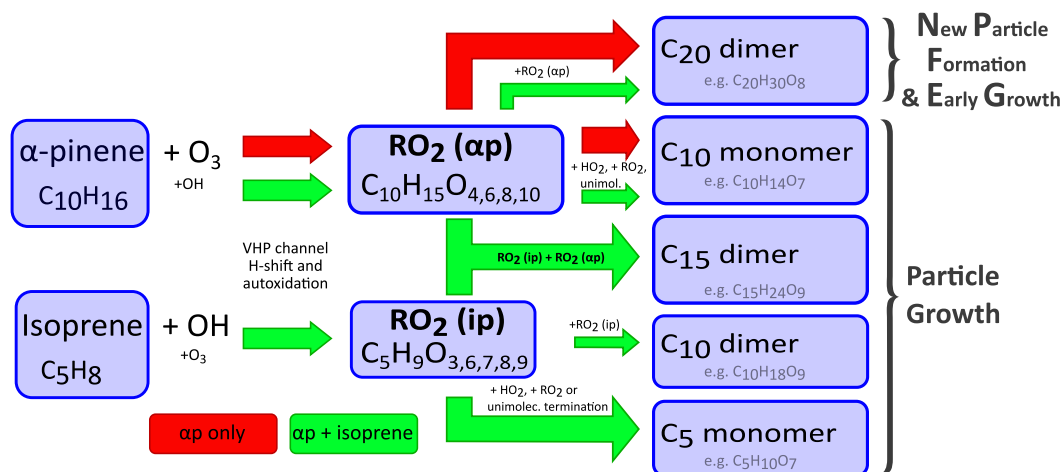 α-pinene
C10H16
+ O3
+OH
RO2 (αp)
C10H15O4,6,8,10
+RO2 (αp)
C20 dimer
e.g. C20H30O8
New Particle
Formation
& Early Growth
+ HO2, + RO2,
unimol.
C10 monomer
e.g. C10H14O7
VHP channel
H-shift and
autoxidation
RO2 (ip) + RO2 (αp)
C15 dimer
e.g. C15H24O9
Particle
Growth
Isoprene
C5H8
+ OH
+O3
RO2 (ip)
C5H9O3,6,7,8,9
+RO2 (ip)
C10 dimer
e.g. C10H18O9
+ HO2, + RO2 or
unimolec. termination
C5 monomer
e.g. C5H10O7
αp only
αp + isoprene